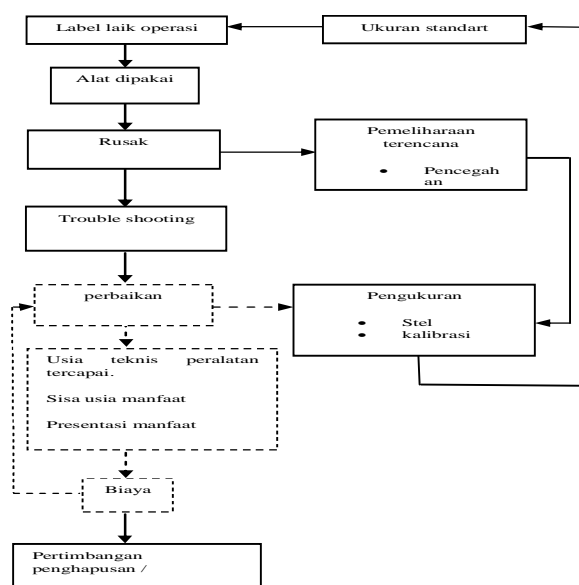 Label laik operasi
Ukuran standart
Alat dipakai
Rusak
Pemeliharaan
terencana
• Pencegah
an
Trouble shooting
perbaikan
Pengukuran
• Stel
• kalibrasi
Usia teknis peralatan
tercapai.
Sisa usia manfaat
Presentasi manfaat
Biaya
Pertimbangan
penghapusan /